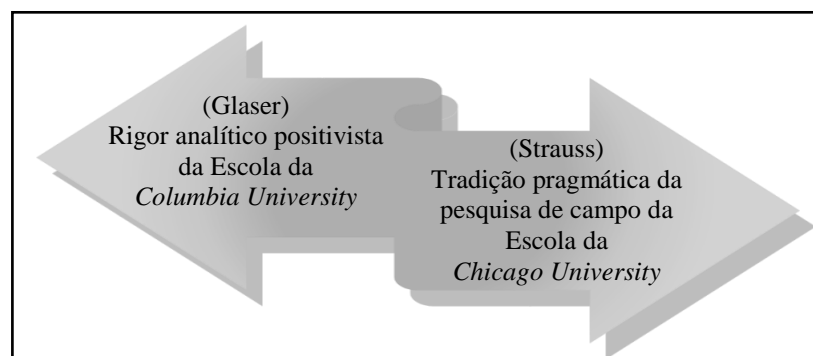 (Glaser)
Rigor analítico positivista
da Escola da
Columbia University
(Strauss)
Tradição pragmática da
pesquisa de campo da
Escola da
Chicago University